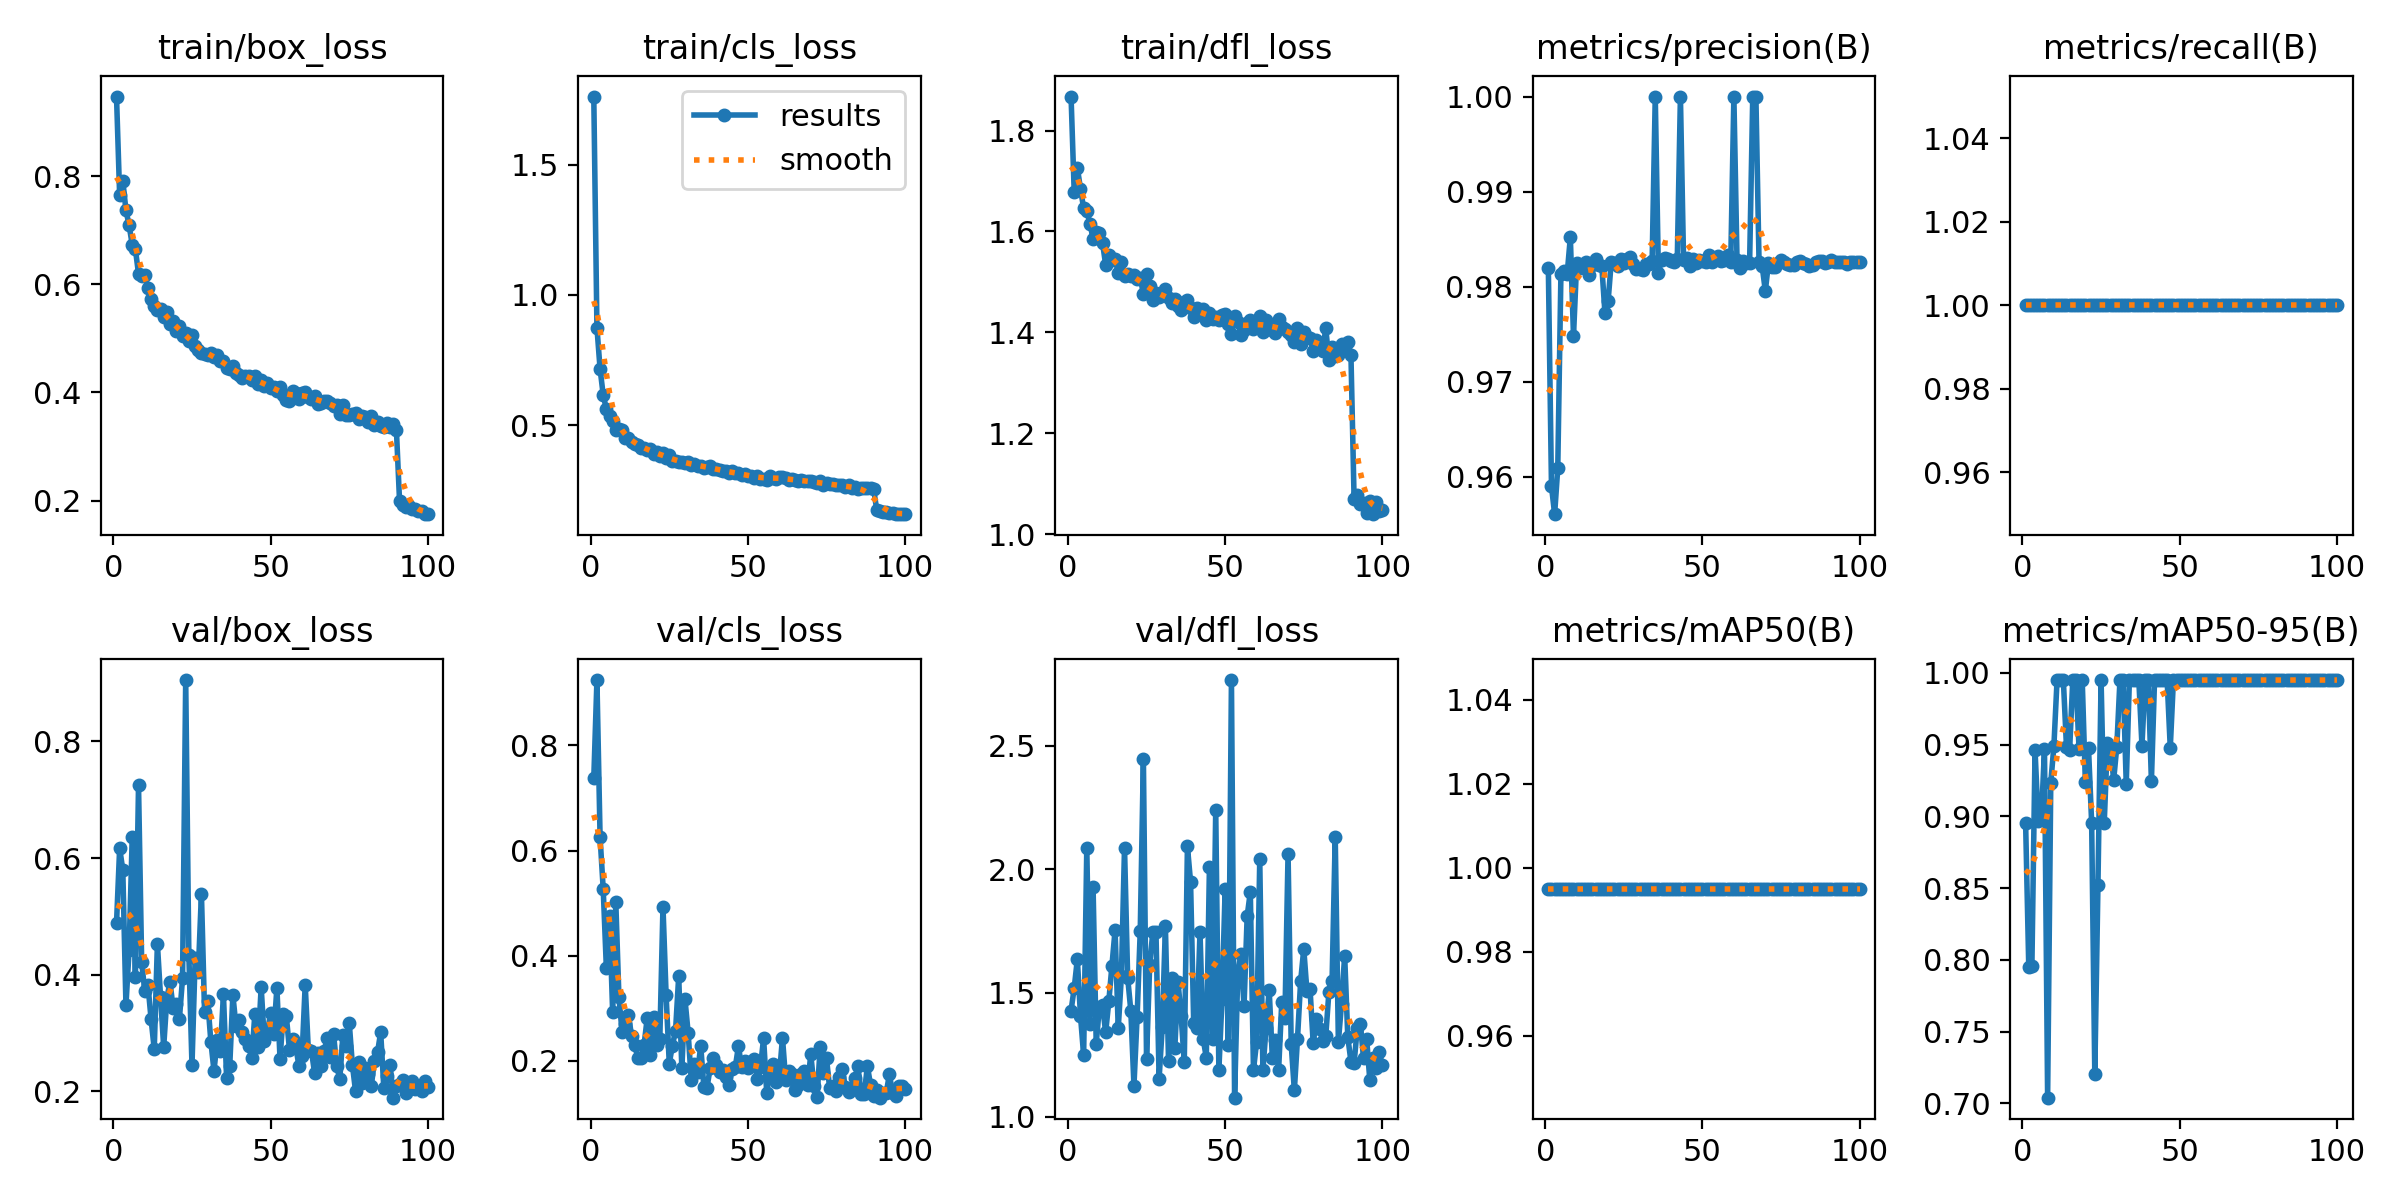 train/box_loss
0.8
0.6
0.4
0.2
0 50 100
train/cls_loss
results
smooth
1.5
1.0
0.5
0 50 100
train/dfl_loss
1.8
1.6
1.4
1.2
1.0
0 50 100
metrics/precision(B)
1.00
0.99
0.98
0.97
0.96
0 50 100
metrics/recall(B)
1.04
1.02
1.00
0.98
0.96
0 50 100
val/box_loss
0.8
0.6
0.4
0.2
0 50 100
val/cls_loss
0.8
0.6
0.4
0.2
0 50 100
val/dfl_loss
2.5
2.0
1.5
1.0
0 50 100
metrics/mAP50(B)
1.04
1.02
1.00
0.98
0.96
0 50 100
metrics/mAP50-95(B)
1.00
0.95
0.90
0.85
0.80
0.75
0.70
0 50 100